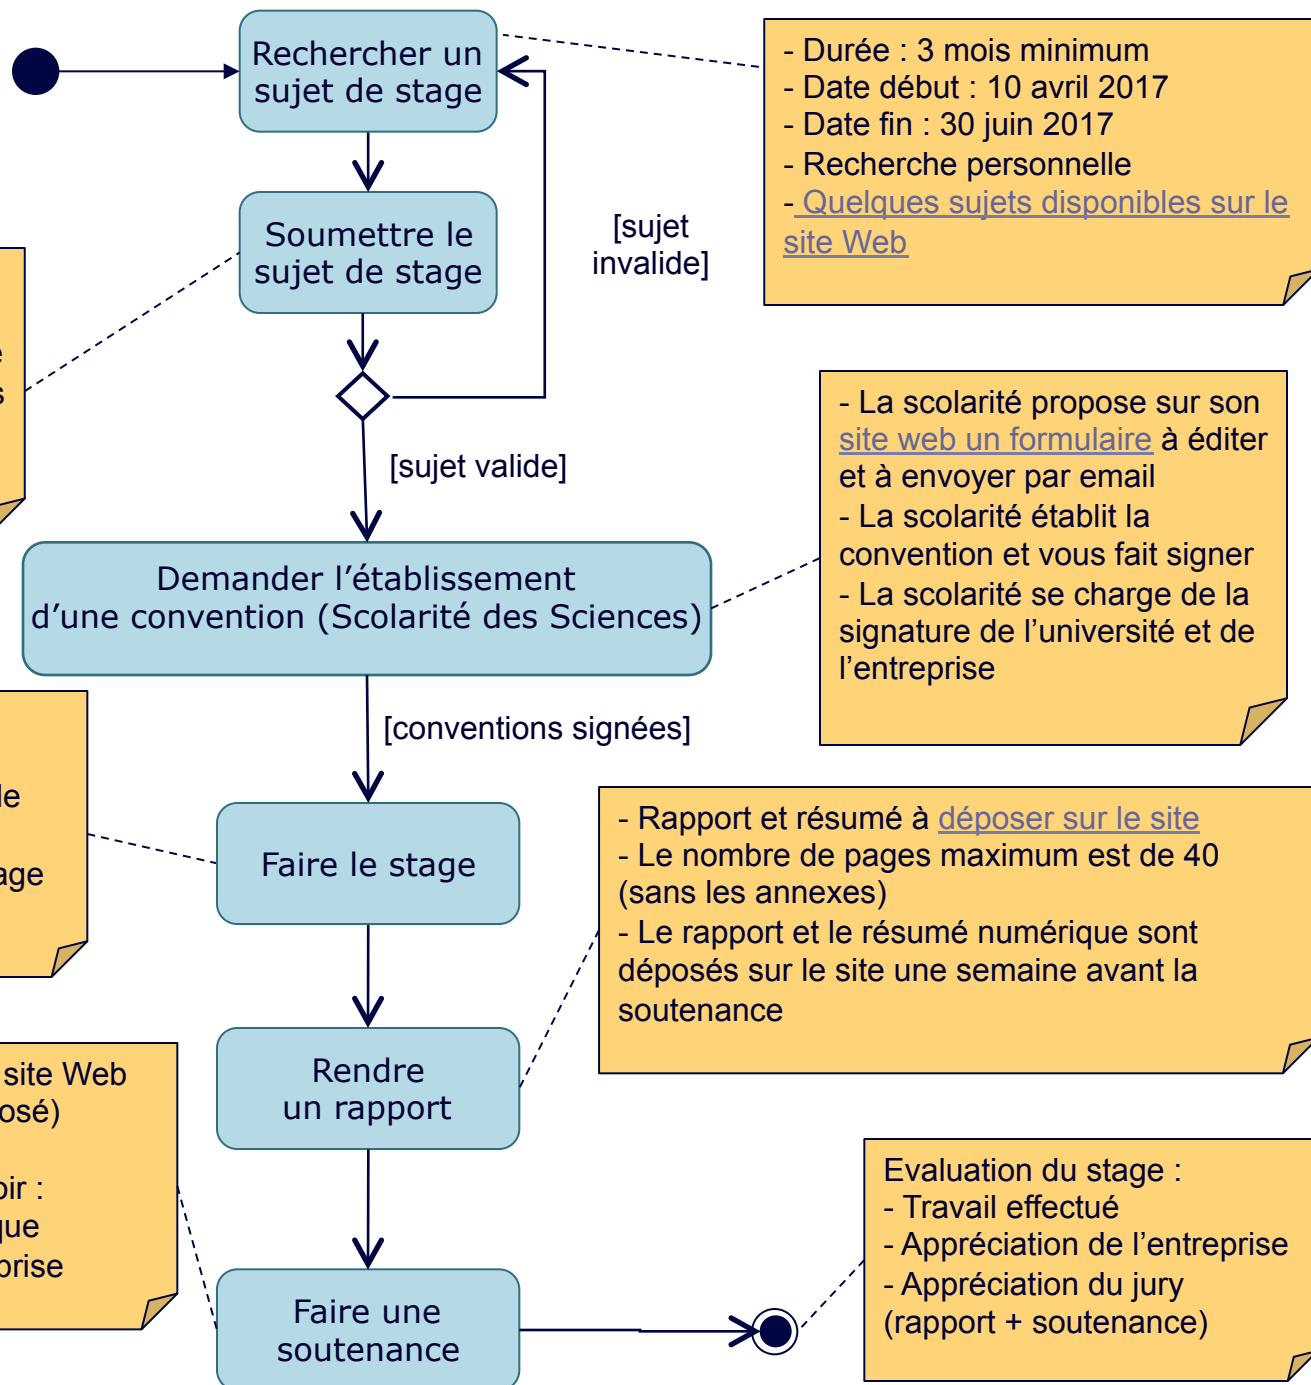 Rechercher un
sujet de stage
- Durée : 3 mois minimum
- Date début : 10 avril 2017
- Date fin : 30 juin 2017
- Recherche personnelle
- Quelques sujets disponibles sur le
site Web
Soumettre le
sujet de stage
[sujet
invalide]
[sujet valide]
- La scolarité propose sur son
site web un formulaire à éditer
et à envoyer par email
- La scolarité établit la
convention et vous fait signer
- La scolarité se charge de la
signature de l’université et de
l’entreprise
Demander l’établissement
d’une convention (Scolarité des Sciences)
[conventions signées]
Faire le stage
- Rapport et résumé à déposer sur le site
- Le nombre de pages maximum est de 40
(sans les annexes)
- Le rapport et le résumé numérique sont
déposés sur le site une semaine avant la
soutenance
Rendre
un rapport
site Web
Faire une
soutenance
Evaluation du stage :
- Travail effectué
- Appréciation de l’entreprise
- Appréciation du jury
(rapport + soutenance)